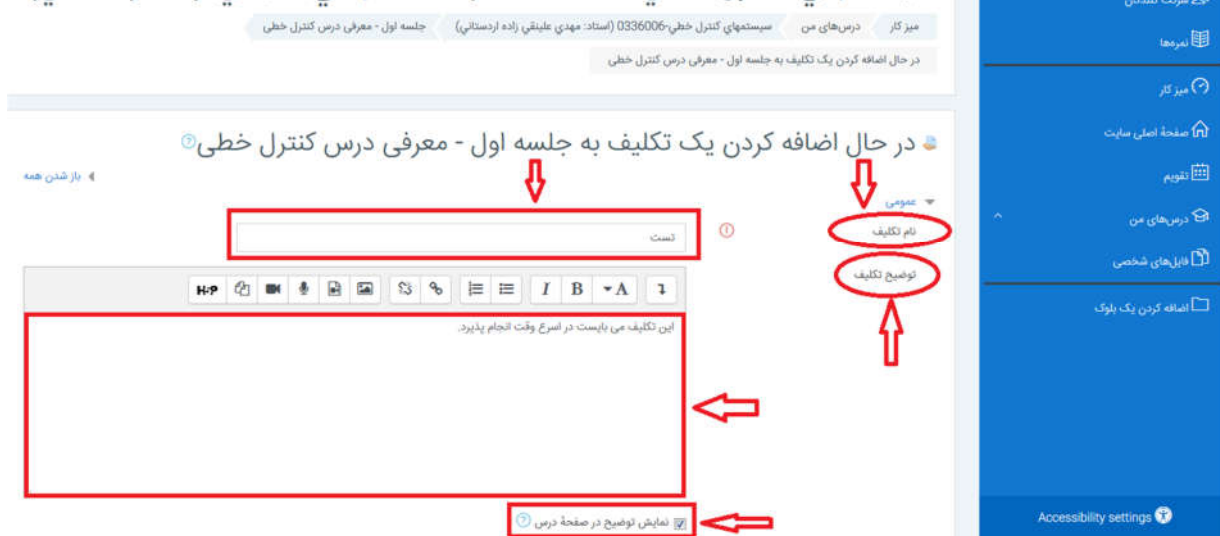 میز کار
درس‌های من
سیستمهاي کنترل خطي-0336006 (استاد: مهدي علینقي زاده اردستاني)
جلسه اول - معرفی درس کنترل خطی
در حال اضافه کردن یک تکلیف به جلسه اول - معرفی درس کنترل خطی
در حال اضافه کردن یک تکلیف به جلسه اول - معرفی درس کنترل خطی
باز شدن همه
عمومی
نام تکلیف
تست
توضیح تکلیف
A B I H-P
این تکلیف می بایست در اسرع وقت انجام پذیرد.
نمایش توضیح در صفحهٔ درس
نمره‌ها
میز کار
صفحهٔ اصلی سایت
تقویم
درس‌های من
فایل‌های شخصی
اضافه کردن یک بلوک
Accessibility settings